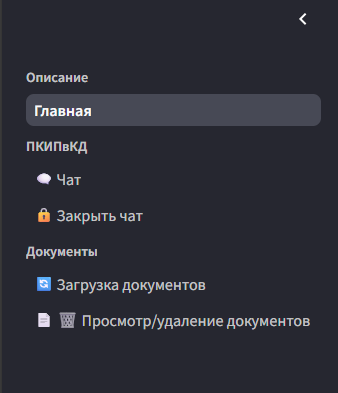 Описание
Главная
ПКИПвКД
Чат
Закрыть чат
Документы
Загрузка документов
Просмотр/удаление документов